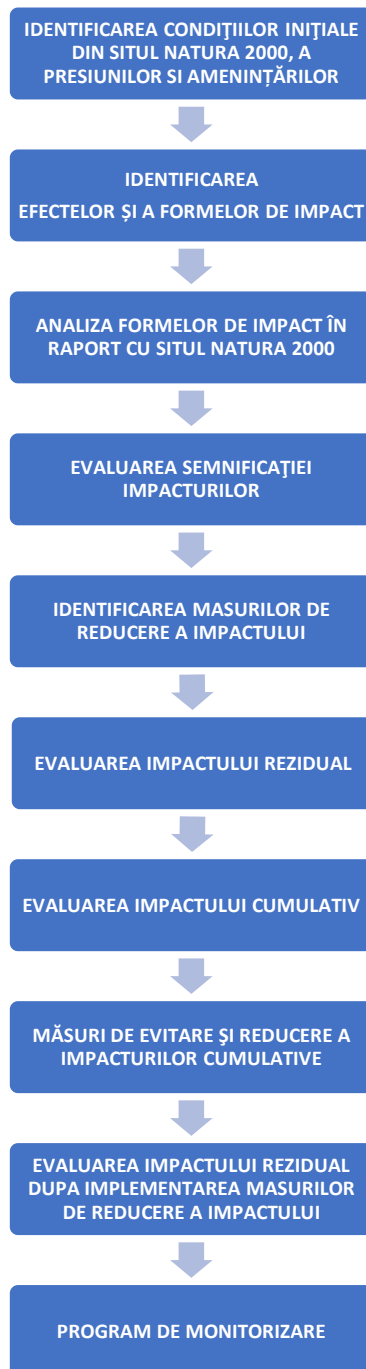 IDENTIFICAREA CONDIŢIILOR INIŢIALE
DIN SITUL NATURA 2000, A
PRESIUNILOR SI AMENINȚĂRILOR
IDENTIFICAREA
EFECTELOR ȘI A FORMELOR DE IMPACT
ANALIZA FORMELOR DE IMPACT ÎN
RAPORT CU SITUL NATURA 2000
EVALUAREA SEMNIFICAŢIEI
IMPACTURILOR
IDENTIFICAREA MASURILOR DE
REDUCERE A IMPACTULUI
EVALUAREA IMPACTULUI REZIDUAL
EVALUAREA IMPACTULUI CUMULATIV
MĂSURI DE EVITARE ŞI REDUCERE A
IMPACTURILOR CUMULATIVE
EVALUAREA IMPACTULUI REZIDUAL
DUPA IMPLEMENTAREA MASURILOR
DE REDUCERE A IMPACTULUI
PROGRAM DE MONITORIZARE